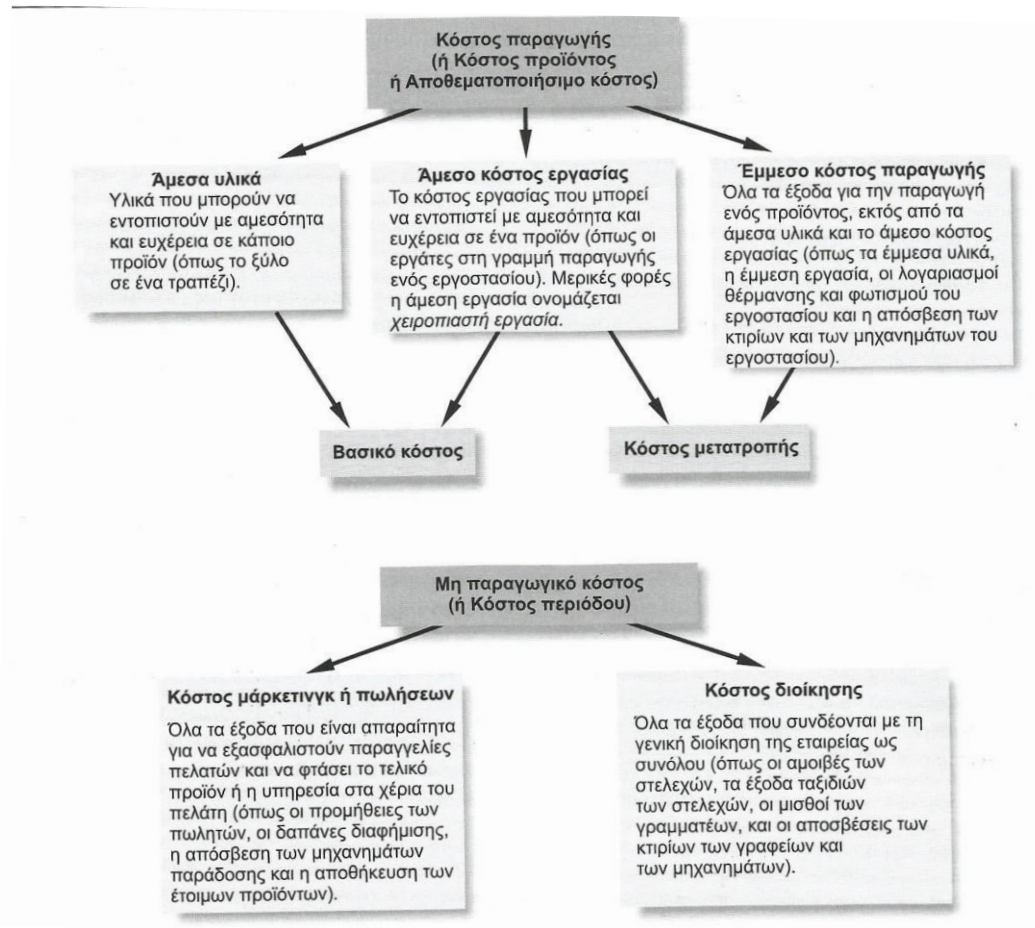 Κόστος παραγωγής
(ή Κόστος προϊόντος
ή Αποθεματοποιήσιμο κόστος)
Άμεσα υλικά
Υλικά που μπορούν να
εντοπιστούν με αμεσότητα
και ευχέρεια σε κάποιο
προϊόν (όπως το ξύλο
σε ένα τραπέζι).
Άμεσο κόστος εργασίας
Το κόστος εργασίας που μπορεί
να εντοπιστεί με αμεσότητα και
ευχέρεια σε ένα προϊόν (όπως οι
εργάτες στη γραμμή παραγωγής
ενός εργοστασίου). Μερικές φορές
η άμεση εργασία ονομάζεται
χειροπιαστή εργασία.
Έμμεσο κόστος παραγωγής
Όλα τα έξοδα για την παραγωγή
ενός προϊόντος, εκτός από τα
άμεσα υλικά και το άμεσο κόστος
εργασίας (όπως τα έμμεσα υλικά,
η έμμεση εργασία, οι λογαριασμοί
θέρμανσης και φωτισμού του
εργοστασίου και η απόσβεση των
κτιρίων και των μηχανημάτων του
εργοστασίου).
Βασικό κόστος
Κόστος μετατροπής
Μη παραγωγικό κόστος
(ή Κόστος περιόδου)
Κόστος μάρκετινγκ ή πωλήσεων
Όλα τα έξοδα που είναι απαραίτητα
για να εξασφαλιστούν παραγγελίες
πελατών και να φτάσει το τελικό
προϊόν ή η υπηρεσία στα χέρια του
πελάτη (όπως οι προμήθειες των
πωλητών, οι δαπάνες διαφήμισης,
η απόσβεση των μηχανημάτων
παράδοσης και η αποθήκευση των
έτοιμων προϊόντων).
Κόστος διοίκησης
Όλα τα έξοδα που συνδέονται με τη
γενική διοίκηση της εταιρείας ως
συνόλου (όπως οι αμοιβές των
στελεχών, τα έξοδα ταξιδιών
των στελεχών, οι μισθοί των
γραμματέων, και οι αποσβέσεις των
κτιρίων των γραφείων και
των μηχανημάτων).